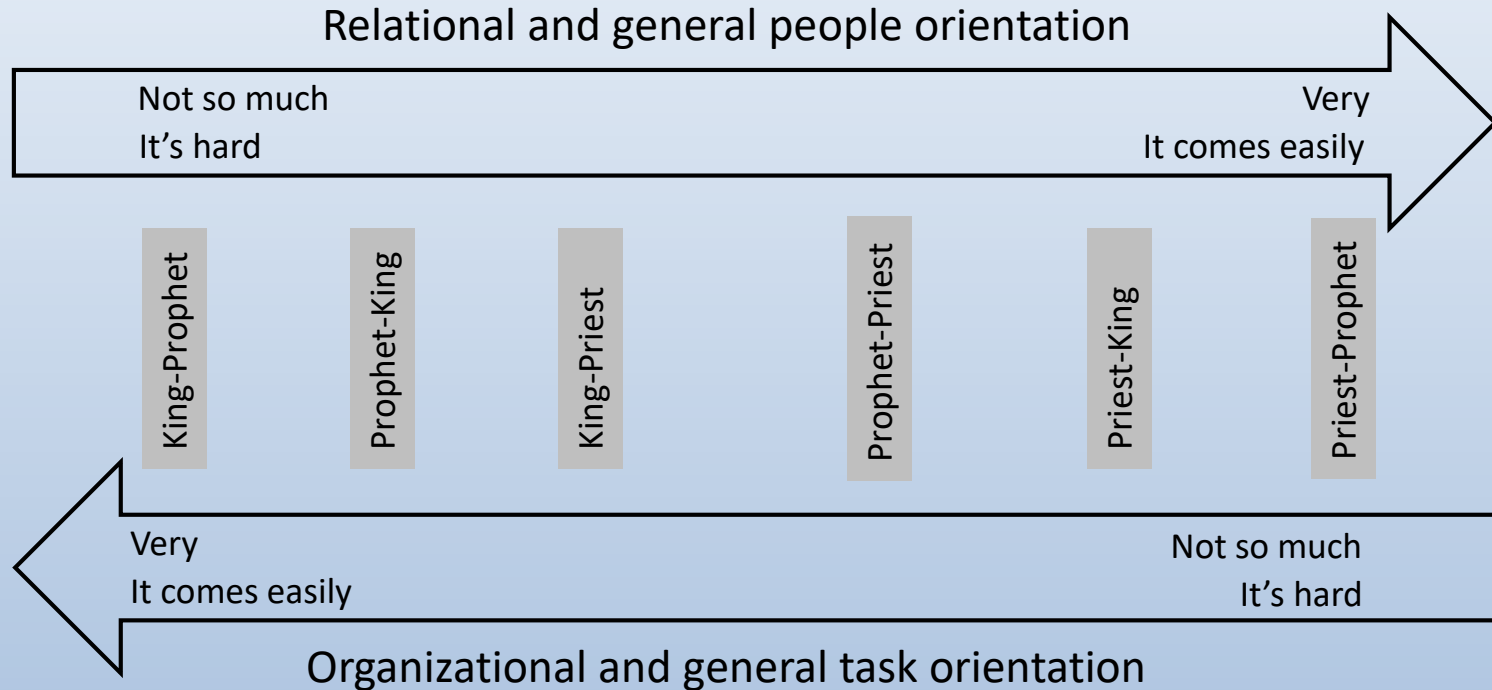 Relational and general people orientation
Not so much
It's hard
Very
It comes easily
King-Prophet
Prophet-King
King-Priest
Prophet-Priest
Priest-King
Priest-Prophet
Very
It comes easily
Not so much
It's hard
Organizational and general task orientation